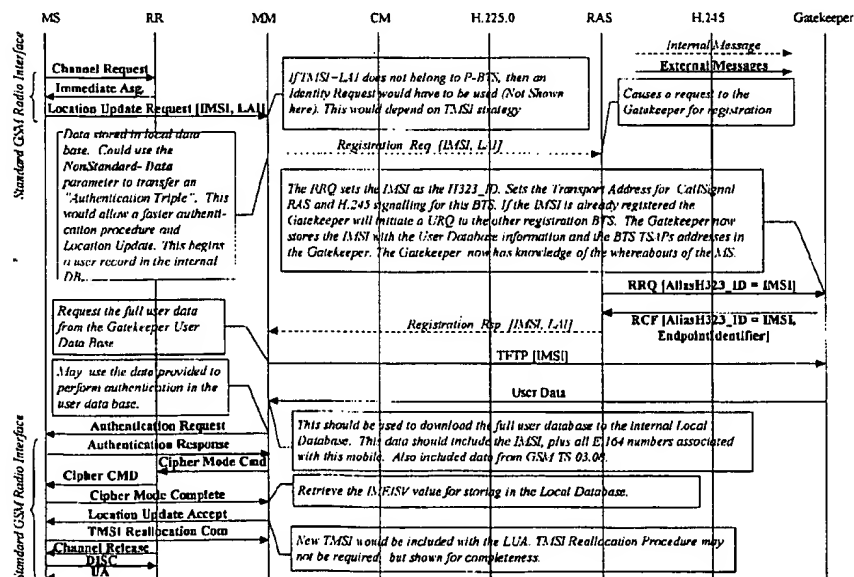 MS RR MM CM H.225.0 RAS H.245 Gatekeeper
Standard GSM Radio Interface
Internal Message
External Messages
Channel Request
Immediate Asg.
Location Update Request [IMSI, LAI]
If TMSI-LAI does not belong to P-BTS, then an
Identity Request would have to be used (Not Shown
here). This would depend on TMSI strategy
Causes a request to the
Gatekeeper for registration
Data stored in local data
base. Could use the
NonStandard- Data
parameter to transfer an
"Authentication Triple". This
would allow a faster authenti-
cation procedure and
Location Update. This begins
a user record in the internal
DB.
Registration Req [IMSI, LAI]
The RRQ sets the IMSI as the H323_ID. Sets the Transport Address for CallSignal
RAS and H.245 signalling for this BTS. If the IMSI is already registered the
Gatekeeper will initiate a URQ to the other registration BTS. The Gatekeeper now
stores the IMSI with the User Database information and the BTS TSAPs addresses in
the Gatekeeper. The Gatekeeper now has knowledge of the whereabouts of the MS.
RRQ [AliasH323_ID = IMSI]
Request the full user data
from the Gatekeeper User
Data Base
Registration Rsp [IMSI, LAI]
RCF [AliasH323_ID = IMSI,
EndpointIdentifier]
TFTP [IMSI]
May use the data provided to
perform authentication in the
user data base.
User Data
Authentication Request
Authentication Response
Cipher Mode Cmd
Cipher CMD
This should be used to download the full user database to the Internal Local
Database. This data should include the IMSI, plus all E.164 numbers associated
with this mobile. Also included data from GSM TS 03.08.
Cipher Mode Complete
Retrieve the IMEISV value for storing in the Local Database.
Location Update Accept
TMSI Reallocation Com
New TMSI would be included with the LUA. TMSI Reallocation Procedure may
not be required, but shown for completeness.
Channel Release
DISC
UA
Standard GSM Radio Interface